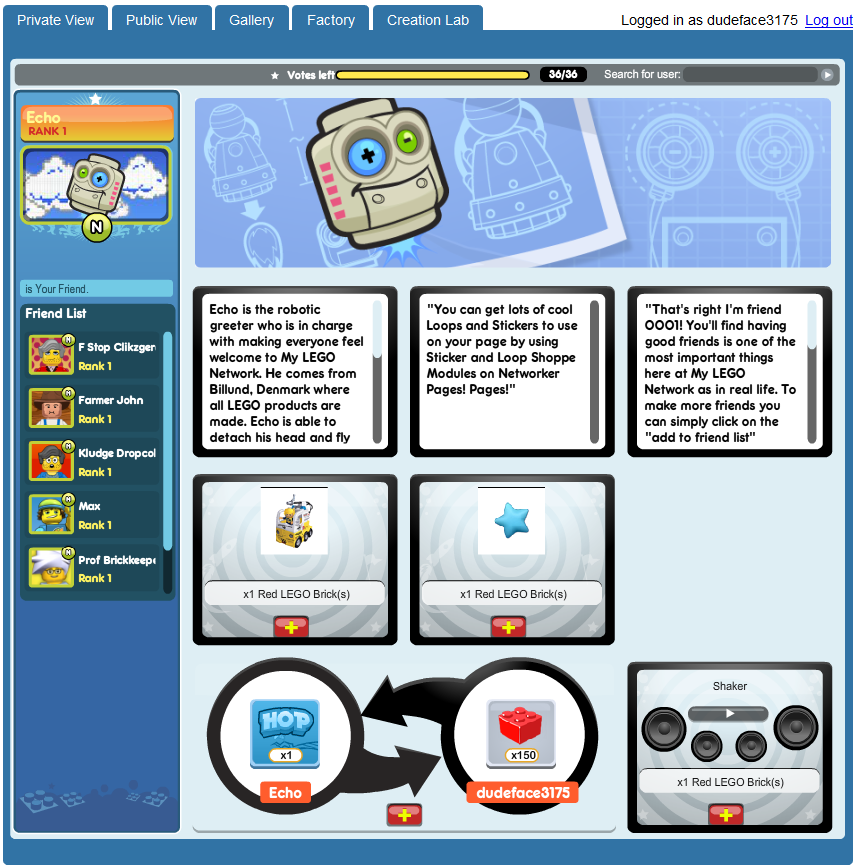 Private View
Public View
Gallery
Factory
Creation Lab
Logged in as dudeface3175 Log out
Votes left
36/36
Search for user:
Echo
RANK 1
N
is Your Friend.
Friend List
F Stop Clikzger
Rank 1
Farmer John
Rank 1
Kludge Dropcol
Rank 1
Max
Rank 1
Prof Brickkeepe
Rank 1
Echo is the robotic
greeter who is in charge
with making everyone feel
welcome to My LEGO
Network. He comes from
Billund, Denmark where
all LEGO products are
made. Echo is able to
detach his head and fly
"You can get lots of cool
Loops and Stickers to use
on your page by using
Sticker and Loop Shoppe
Modules on Networker
Pages! Pages!"
"That's right I'm friend
0001! You'll find having
good friends is one of the
most important things
here at My LEGO
Network as in real life. To
make more friends you
can simply click on the
"add to friend list"
x1 Red LEGO Brick(s)
x1 Red LEGO Brick(s)
HOP
x1
Echo
x150
dudeface3175
Shaker
x1 Red LEGO Brick(s)